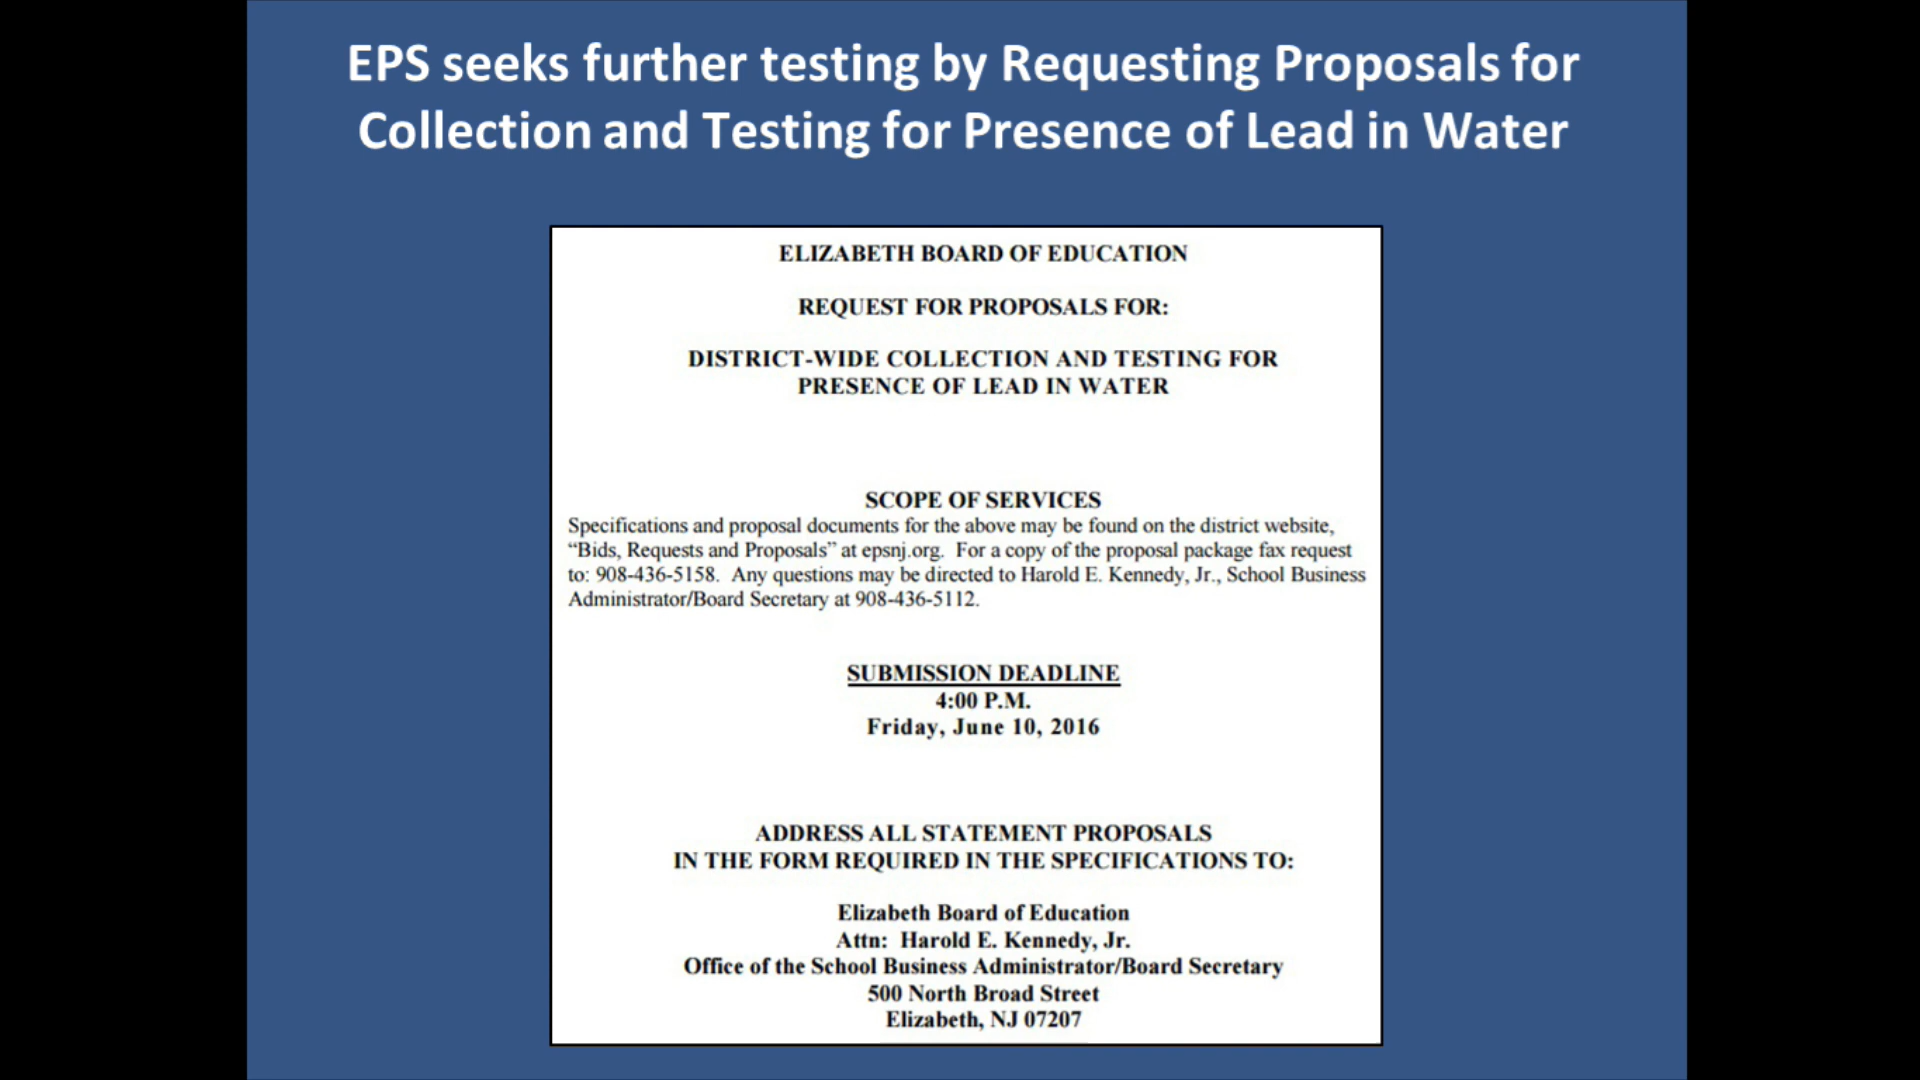 EPS seeks further testing by Requesting Proposals for
Collection and Testing for Presence of Lead in Water
ELIZABETH BOARD OF EDUCATION
REQUEST FOR PROPOSALS FOR:
DISTRICT-WIDE COLLECTION AND TESTING FOR
PRESENCE OF LEAD IN WATER
SCOPE OF SERVICES
Specifications and proposal documents for the above may be found on the district website,
“Bids, Requests and Proposals” at epsnj.org. For a copy of the proposal package fax request
to: 908-436-5158. Any questions may be directed to Harold E. Kennedy, Jr., School Business
Administrator/Board Secretary at 908-436-5112.
SUBMISSION DEADLINE
4:00 P.M.
Friday, June 10, 2016
ADDRESS ALL STATEMENT PROPOSALS
IN THE FORM REQUIRED IN THE SPECIFICATIONS TO:
Elizabeth Board of Education
Attn: Harold E. Kennedy, Jr.
Office of the School Business Administrator/Board Secretary
500 North Broad Street
Elizabeth, NJ 07207